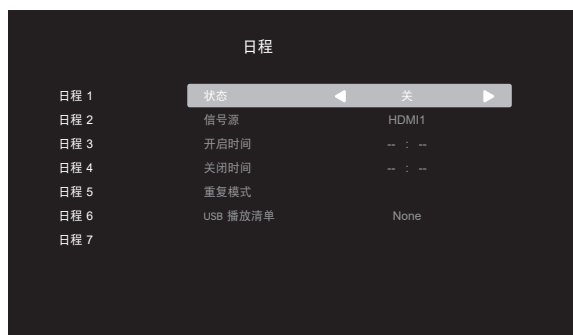 日程
日程 1 状态 关
日程 2 信号源 HDMI1
日程 3 开启时间 -- : --
日程 4 关闭时间 -- : --
日程 5 重复模式
日程 6 USB 播放清单 None
日程 7